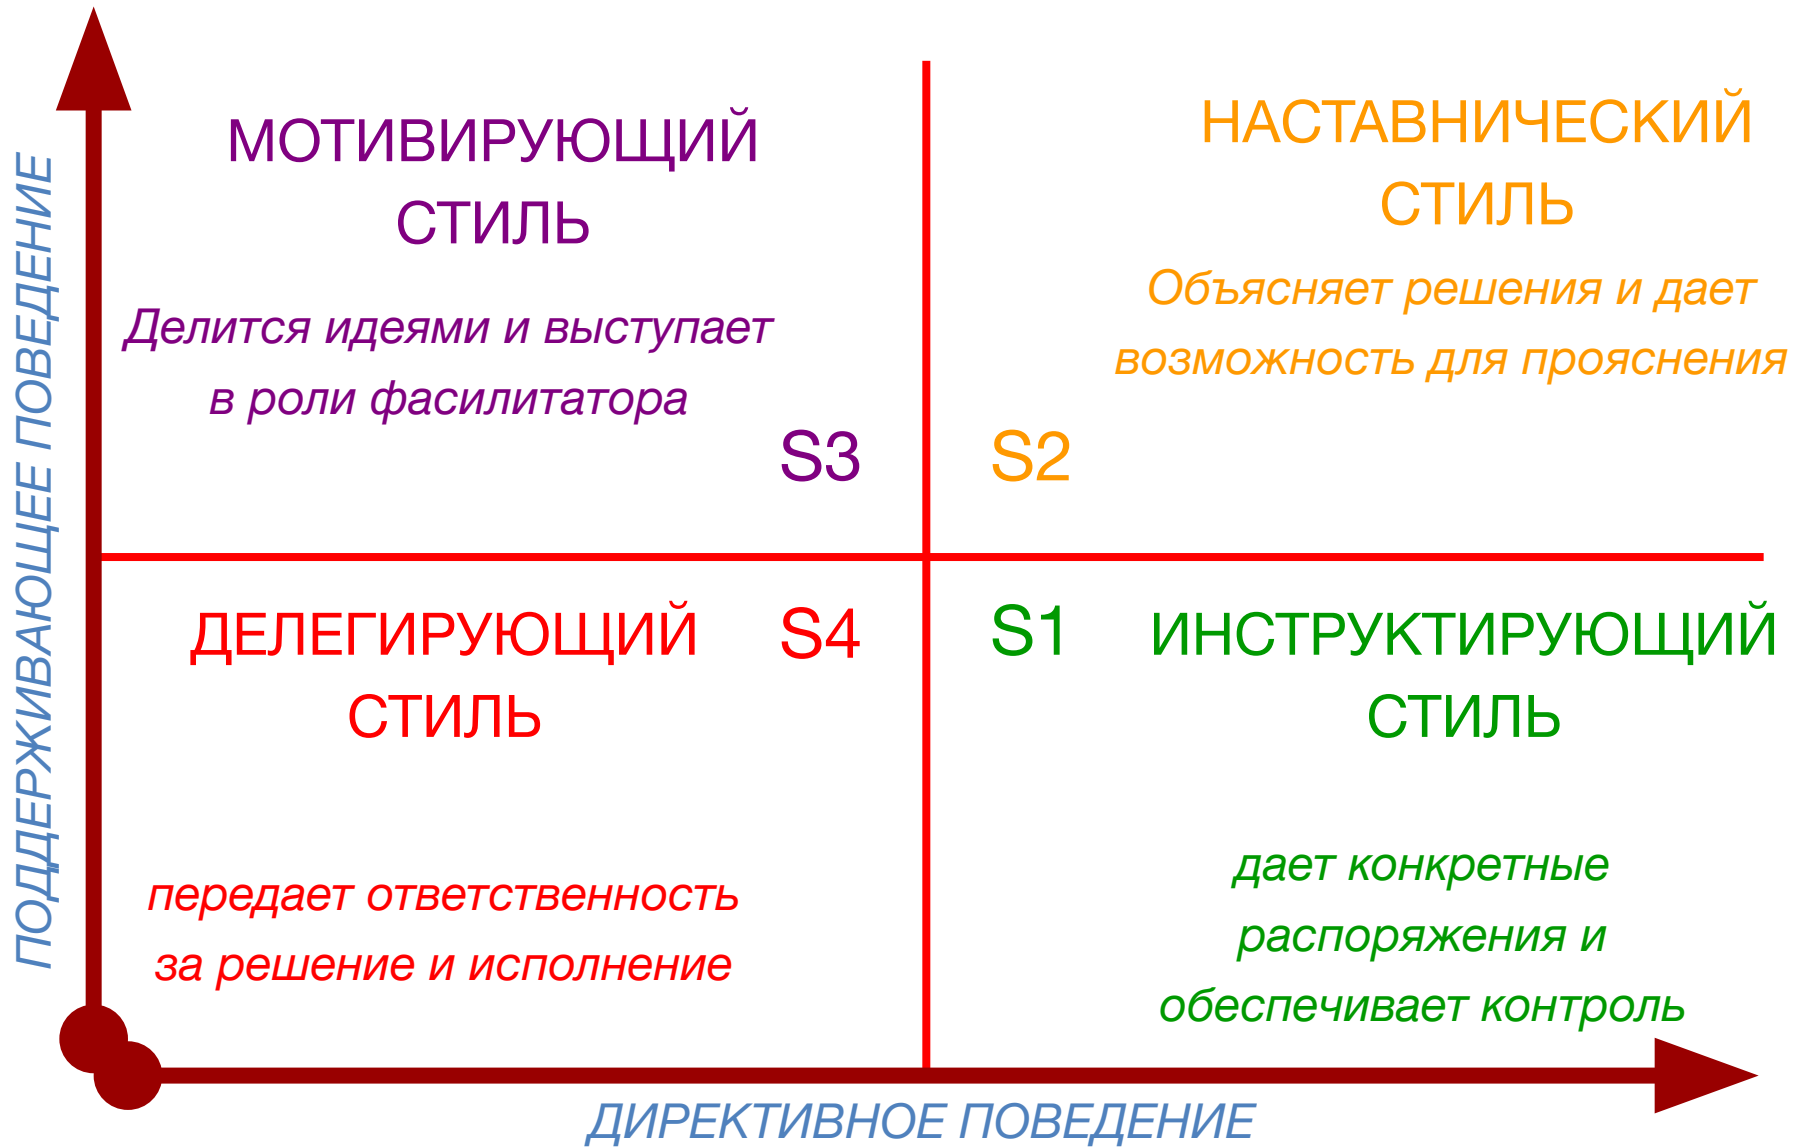 ПОДДЕРЖИВАЮЩЕЕ ПОВЕДЕНИЕ
МОТИВИРУЮЩИЙ
СТИЛЬ
Делится идеями и выступает
в роли фасилитатора
S3
НАСТАВНИЧЕСКИЙ
СТИЛЬ
Объясняет решения и дает
возможность для прояснения
S2
ДЕЛЕГИРУЮЩИЙ
СТИЛЬ
S4
передает ответственность
за решение и исполнение
S1
ИНСТРУКТИРУЮЩИЙ
СТИЛЬ
дает конкретные
распоряжения и
обеспечивает контроль
ДИРЕКТИВНОЕ ПОВЕДЕНИЕ